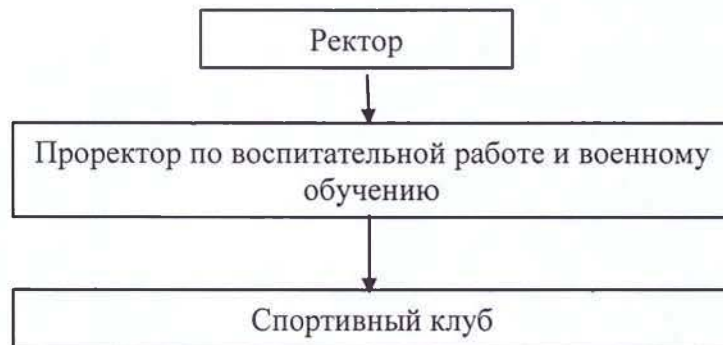 Ректор
Проректор по воспитательной работе и военному
обучению
Спортивный клуб